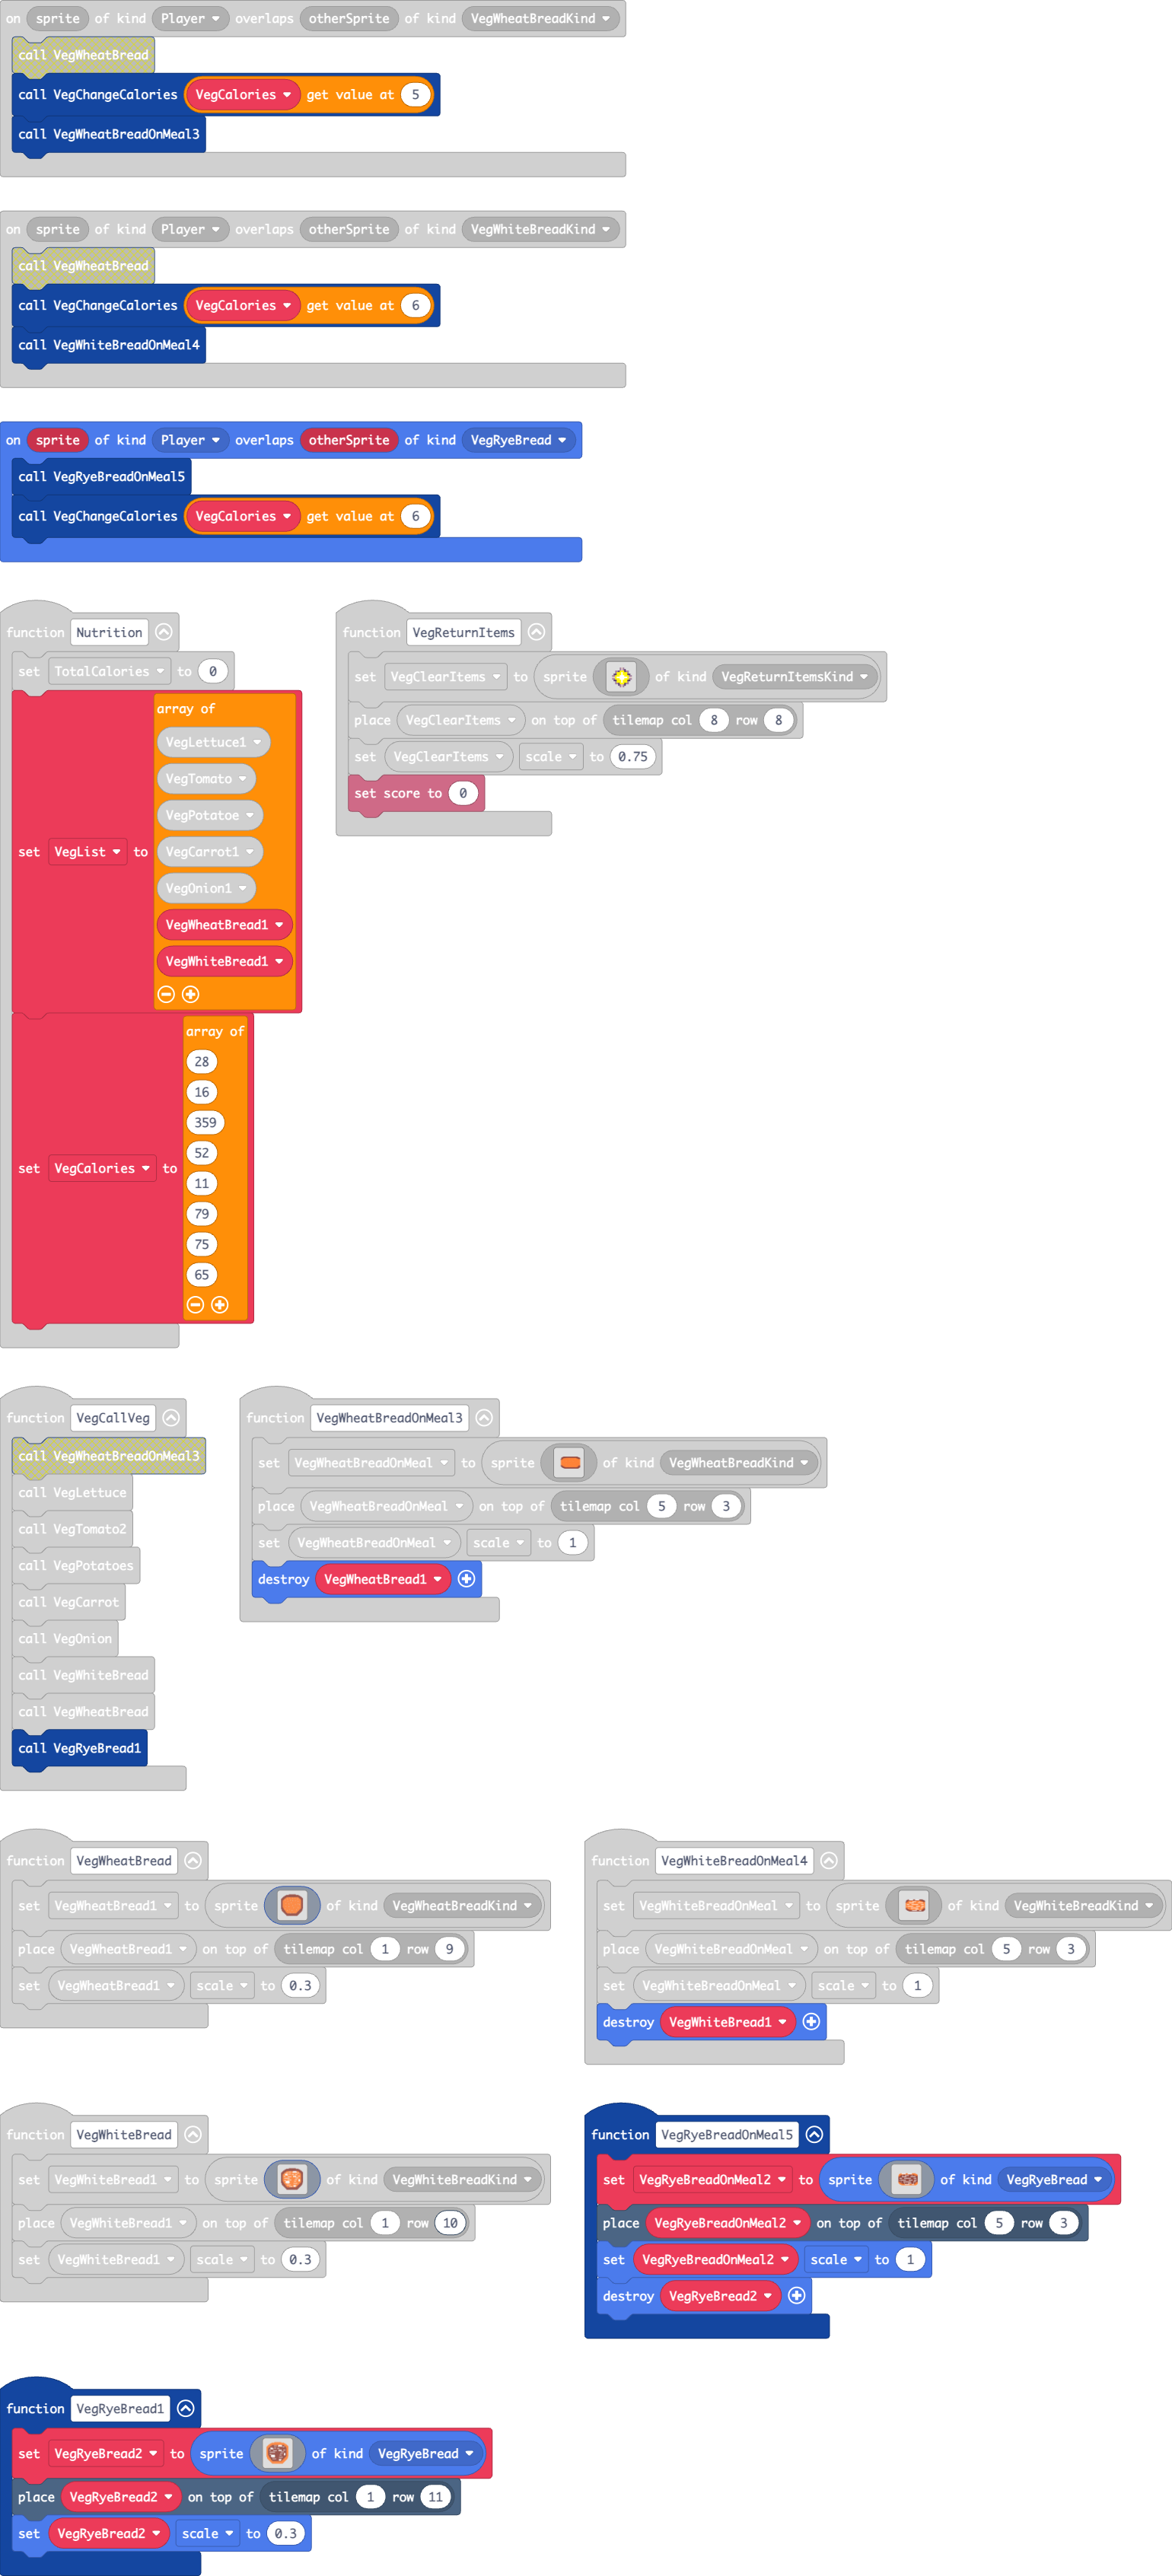 on sprite of kind Player overlaps otherSprite of kind VegWheatBreadKind
call VegWheatBread
call VegChangeCalories VegCalories get value at 5
call VegWheatBreadOnMeal3
on sprite of kind Player overlaps otherSprite of kind VegWhiteBreadKind
call VegWheatBread
call VegChangeCalories VegCalories get value at 6
call VegWhiteBreadOnMeal4
on sprite of kind Player overlaps otherSprite of kind VegRyeBread
call VegRyeBreadOnMeal5
call VegChangeCalories VegCalories get value at 6
function Nutrition
set TotalCalories to 0
set VegList to
array of
VegLettuce1
VegTomato
VegPotatoe
VegCarrot1
VegOnion1
VegWheatBread1
VegWhiteBread1
set VegCalories to
array of
28
16
359
52
11
79
75
65
function VegReturnItems
set VegClearItems to sprite of kind VegReturnItemsKind
place VegClearItems on top of tilemap col 8 row 8
set VegClearItems scale to 0.75
set score to 0
function VegCallVeg
call VegWheatBreadOnMeal3
call VegLettuce
call VegTomato2
call VegPotatoes
call VegCarrot
call VegOnion
call VegWhiteBread
call VegWheatBread
call VegRyeBread1
function VegWheatBreadOnMeal3
set VegWheatBreadOnMeal to sprite of kind VegWheatBreadKind
place VegWheatBreadOnMeal on top of tilemap col 5 row 3
set VegWheatBreadOnMeal scale to 1
destroy VegWheatBread1
function VegWheatBread
set VegWheatBread1 to sprite of kind VegWheatBreadKind
place VegWheatBread1 on top of tilemap col 1 row 9
set VegWheatBread1 scale to 0.3
function VegWhiteBreadOnMeal4
set VegWhiteBreadOnMeal to sprite of kind VegWhiteBreadKind
place VegWhiteBreadOnMeal on top of tilemap col 5 row 3
set VegWhiteBreadOnMeal scale to 1
destroy VegWhiteBread1
function VegWhiteBread
set VegWhiteBread1 to sprite of kind VegWhiteBreadKind
place VegWhiteBread1 on top of tilemap col 1 row 10
set VegWhiteBread1 scale to 0.3
function VegRyeBreadOnMeal5
set VegRyeBreadOnMeal2 to sprite of kind VegRyeBread
place VegRyeBreadOnMeal2 on top of tilemap col 5 row 3
set VegRyeBreadOnMeal2 scale to 1
destroy VegRyeBread2
function VegRyeBread1
set VegRyeBread2 to sprite of kind VegRyeBread
place VegRyeBread2 on top of tilemap col 1 row 11
set VegRyeBread2 scale to 0.3